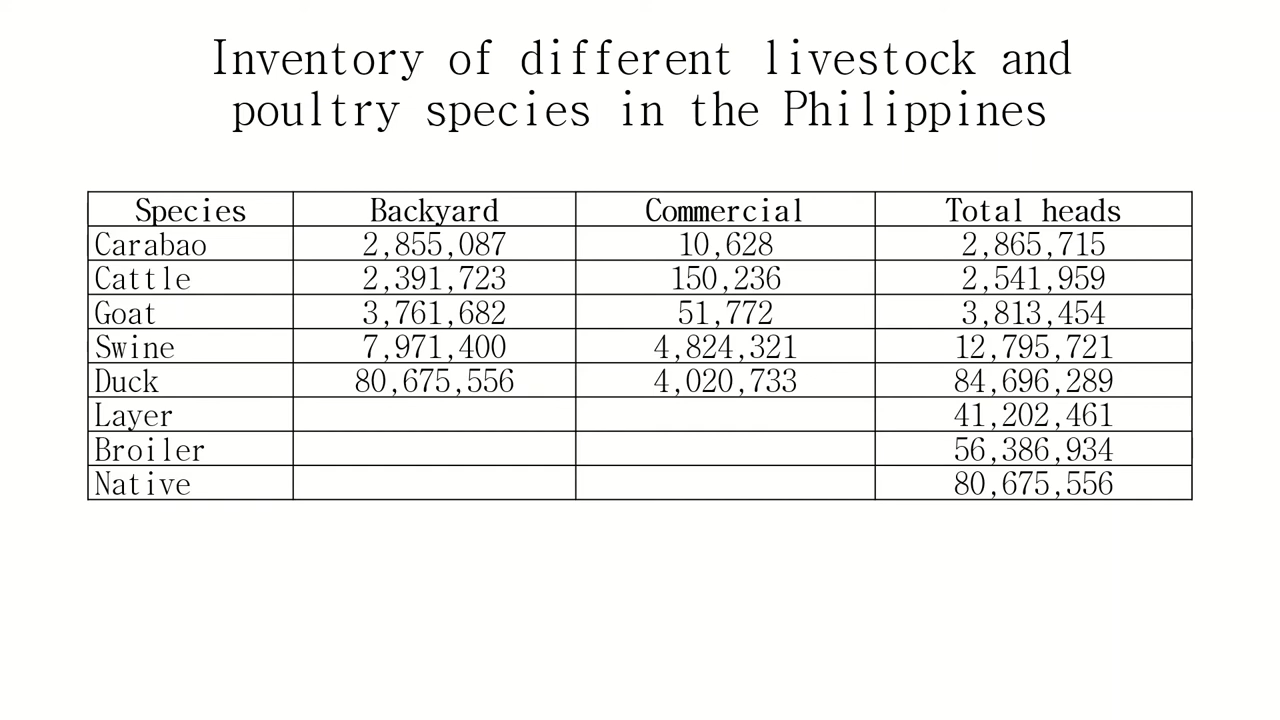 Inventory of different livestock and
poultry species in the Philippines
Species Backyard Commercial Total heads
Carabao 2,855,087 10,628 2,865,715
Cattle 2,391,723 150,236 2,541,959
Goat 3,761,682 51,772 3,813,454
Swine 7,971,400 4,824,321 12,795,721
Duck 80,675,556 4,020,733 84,696,289
Layer 41,202,461
Broiler 56,386,934
Native 80,675,556